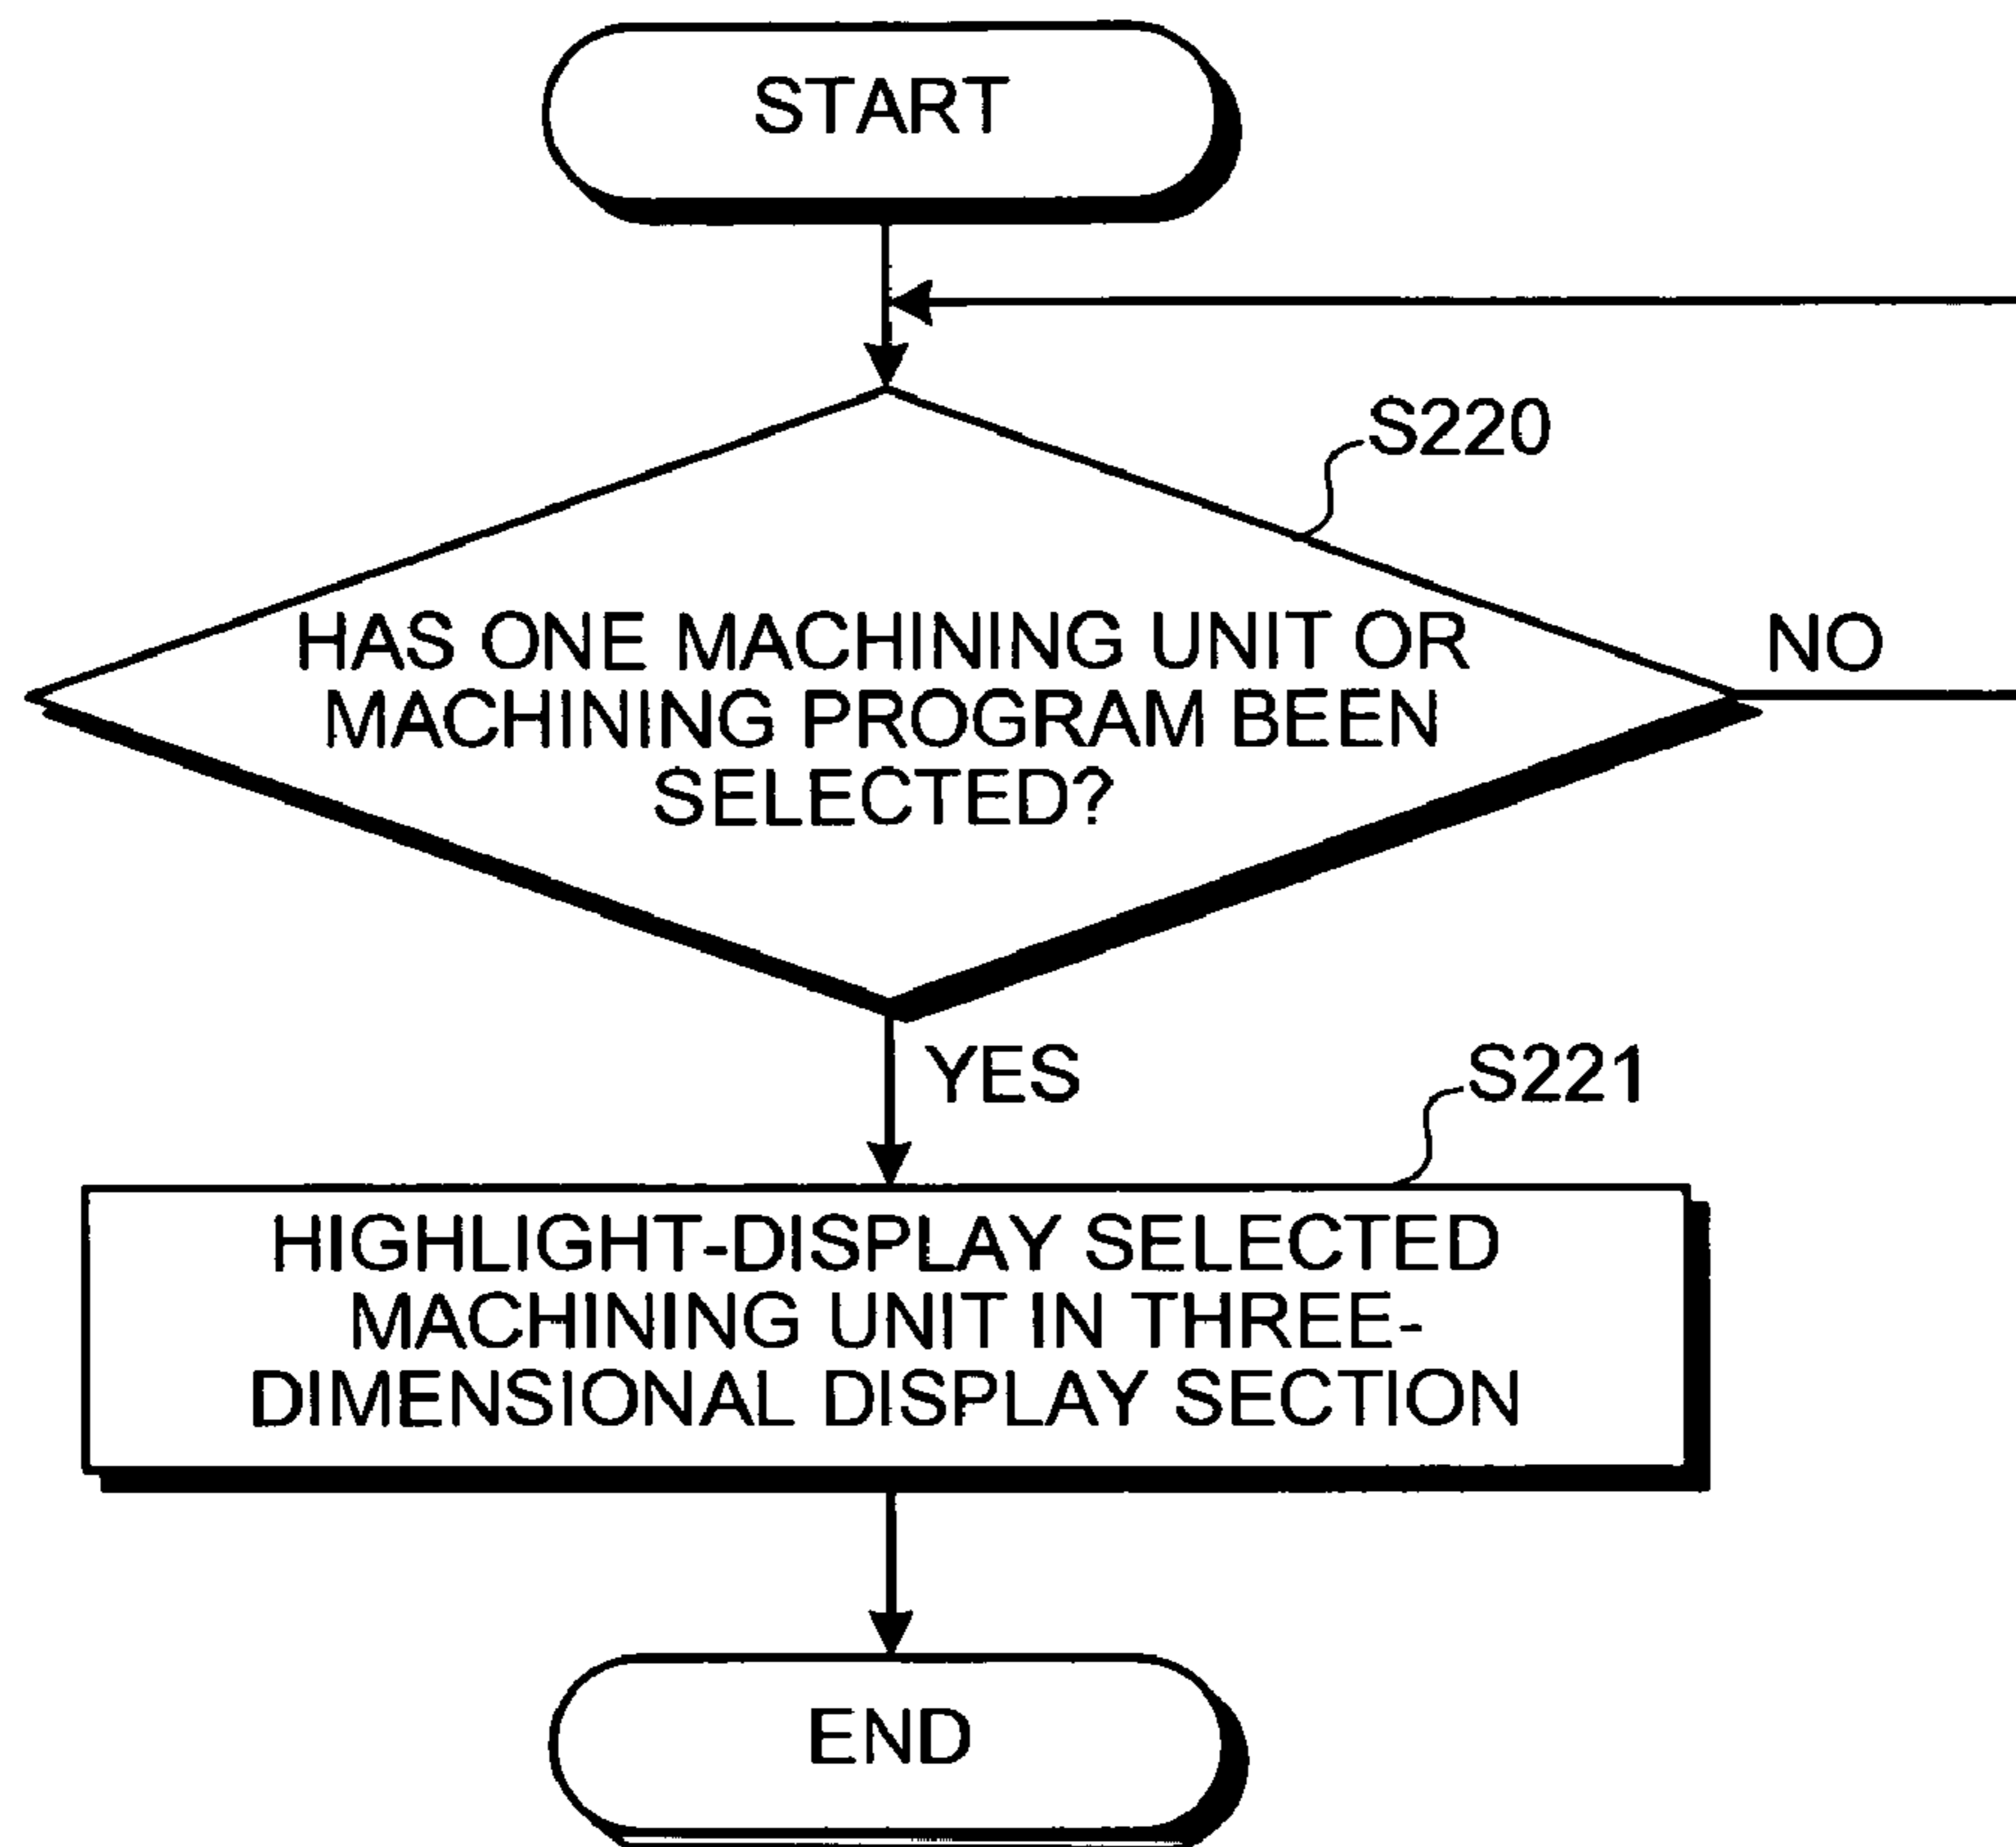 START
S220
HAS ONE MACHINING UNIT OR
MACHINING PROGRAM BEEN
SELECTED?
NO
YES
S221
HIGHLIGHT-DISPLAY SELECTED
MACHINING UNIT IN THREE-
DIMENSIONAL DISPLAY SECTION
END